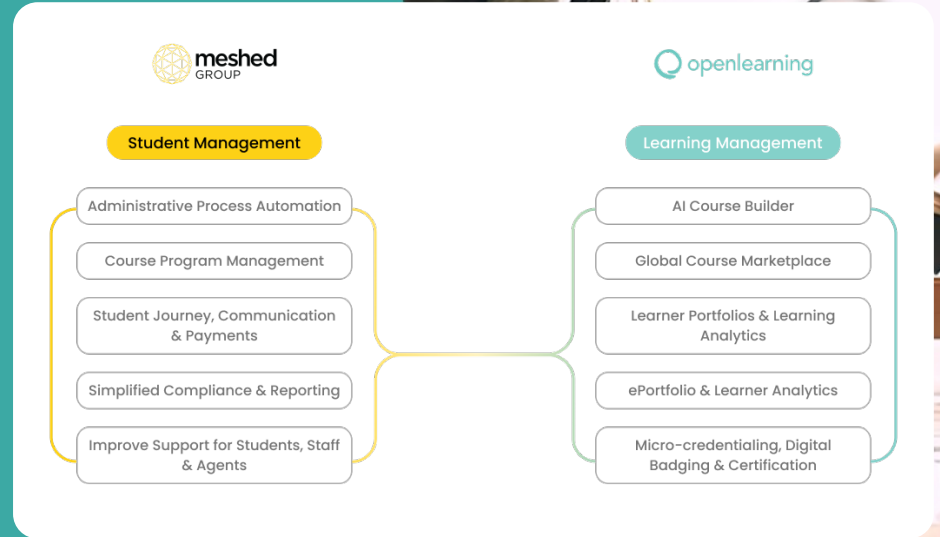 meshed
GROUP
openlearning
Student Management
Administrative Process Automation
Course Program Management
Student Journey, Communication
& Payments
Simplified Compliance & Reporting
Improve Support for Students, Staff
& Agents
Learning Management
AI Course Builder
Global Course Marketplace
Learner Portfolios & Learning
Analytics
ePortfolio & Learner Analytics
Micro-credentialing, Digital
Badging & Certification